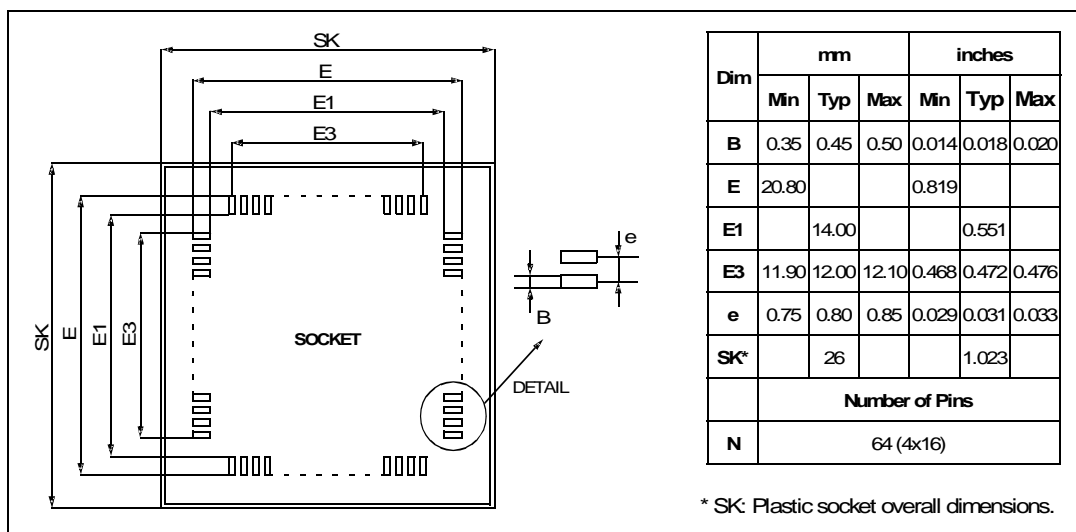 SK
E
E1
E3
SK
E
E1
E3
SOCKET
e
B
DETAIL
Dim mm inches
Min Typ Max Min Typ Max
B 0.35 0.45 0.50 0.014 0.018 0.020
E 20.80 0.819
E1 14.00 0.551
E3 11.90 12.00 12.10 0.468 0.472 0.476
e 0.75 0.80 0.85 0.029 0.031 0.033
SK* 26 1.023
Number of Pins
N 64 (4x16)
* SK: Plastic socket overall dimensions.